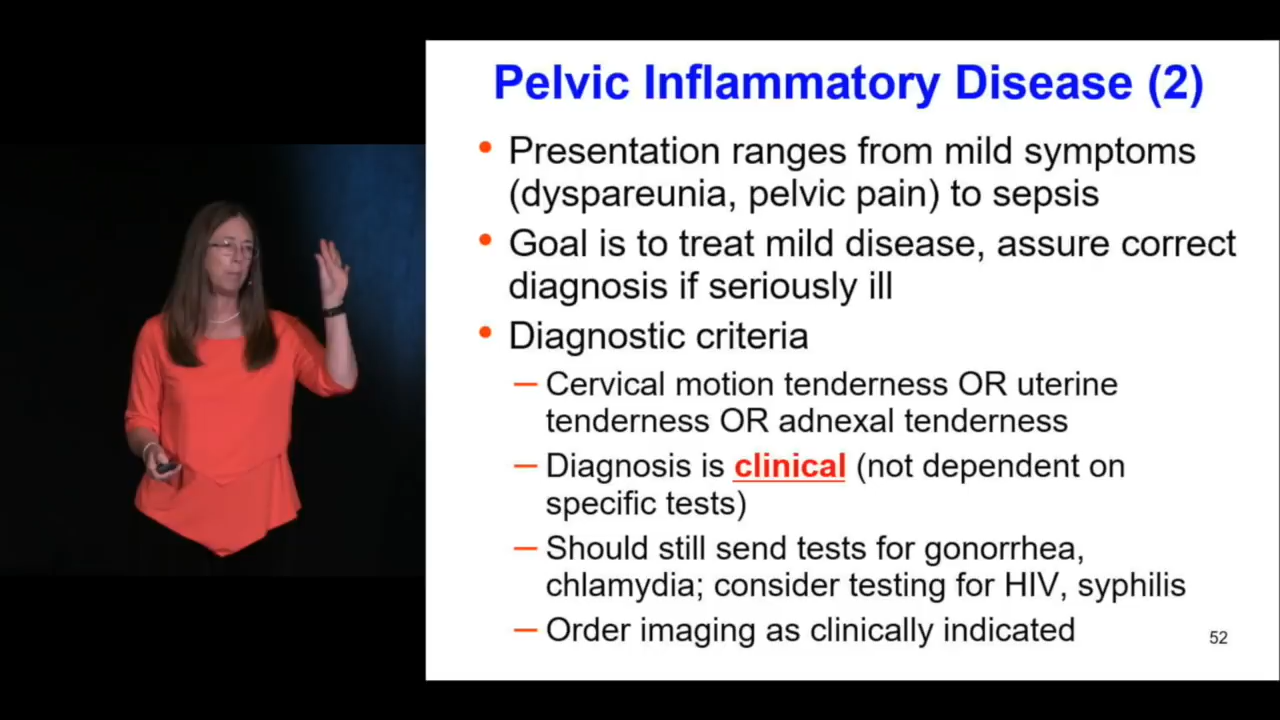 Pelvic Inflammatory Disease (2)
• Presentation ranges from mild symptoms
(dyspareunia, pelvic pain) to sepsis
• Goal is to treat mild disease, assure correct
diagnosis if seriously ill
• Diagnostic criteria
– Cervical motion tenderness OR uterine
tenderness OR adnexal tenderness
– Diagnosis is clinical (not dependent on
specific tests)
– Should still send tests for gonorrhea,
chlamydia; consider testing for HIV, syphilis
– Order imaging as clinically indicated
52